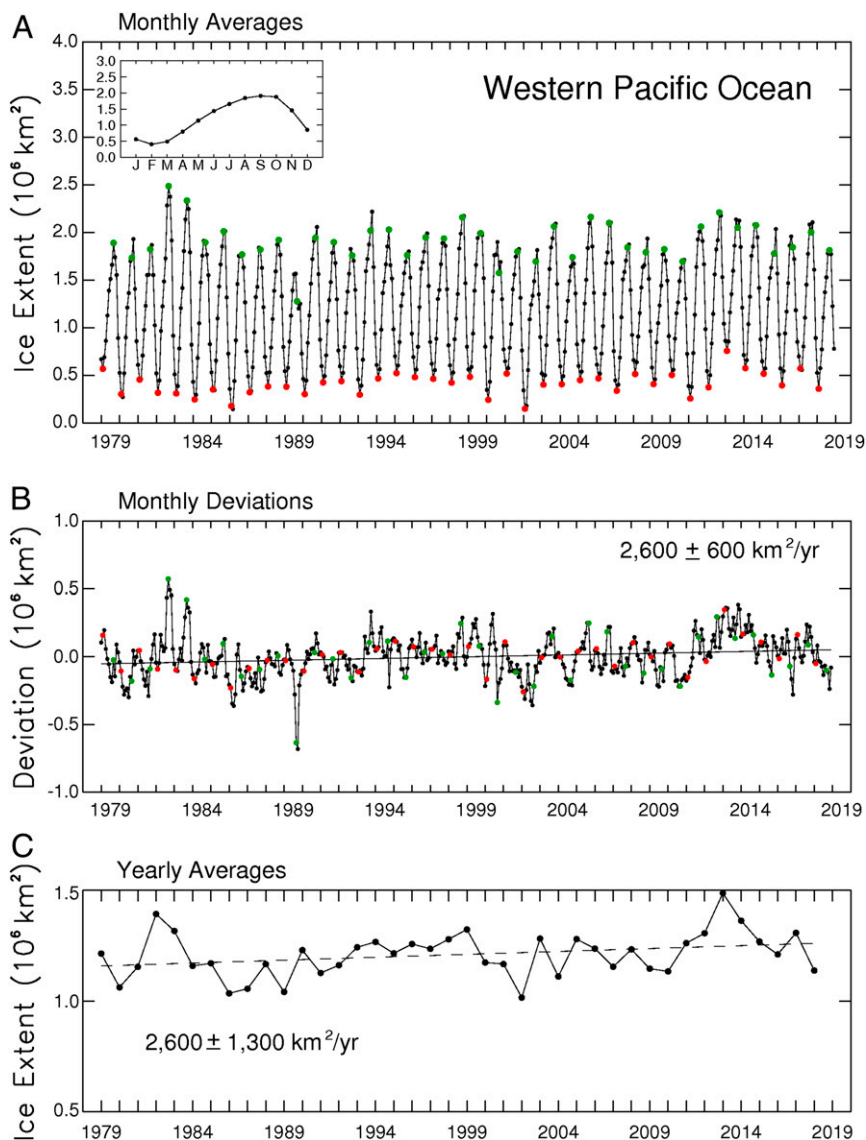 A
Monthly Averages
Western Pacific Ocean
Ice Extent (10⁶ km²)
4.0
3.5
3.0
2.5
2.0
1.5
1.0
0.5
0.0
3.0
2.5
2.0
1.5
1.0
0.5
0.0
J F M A M J J A S O N D
1979 1984 1989 1994 1999 2004 2009 2014 2019
B
Monthly Deviations
2,600 ± 600 km²/yr
Deviation (10⁶ km²)
1.0
0.5
0.0
-0.5
-1.0
1979 1984 1989 1994 1999 2004 2009 2014 2019
C
Yearly Averages
Ice Extent (10⁶ km²)
1.5
1.0
0.5
2,600 ± 1,300 km²/yr
1979 1984 1989 1994 1999 2004 2009 2014 2019